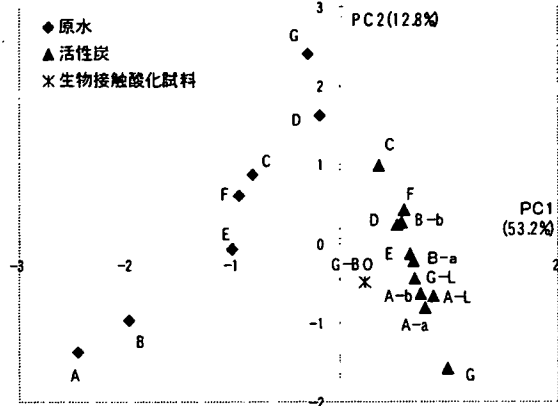 ◆ 原水
▲ 活性炭
* 生物接触酸化試料
3
PC2(12.8%)
G
2
D
C
1
C
F
F
B-b
D
PC1
(53.2%)
E
0
E
B-a
-3
-2
-1
G-BO
2
G-L
A-b
A-L
B
-1
A-a
A
G
-2